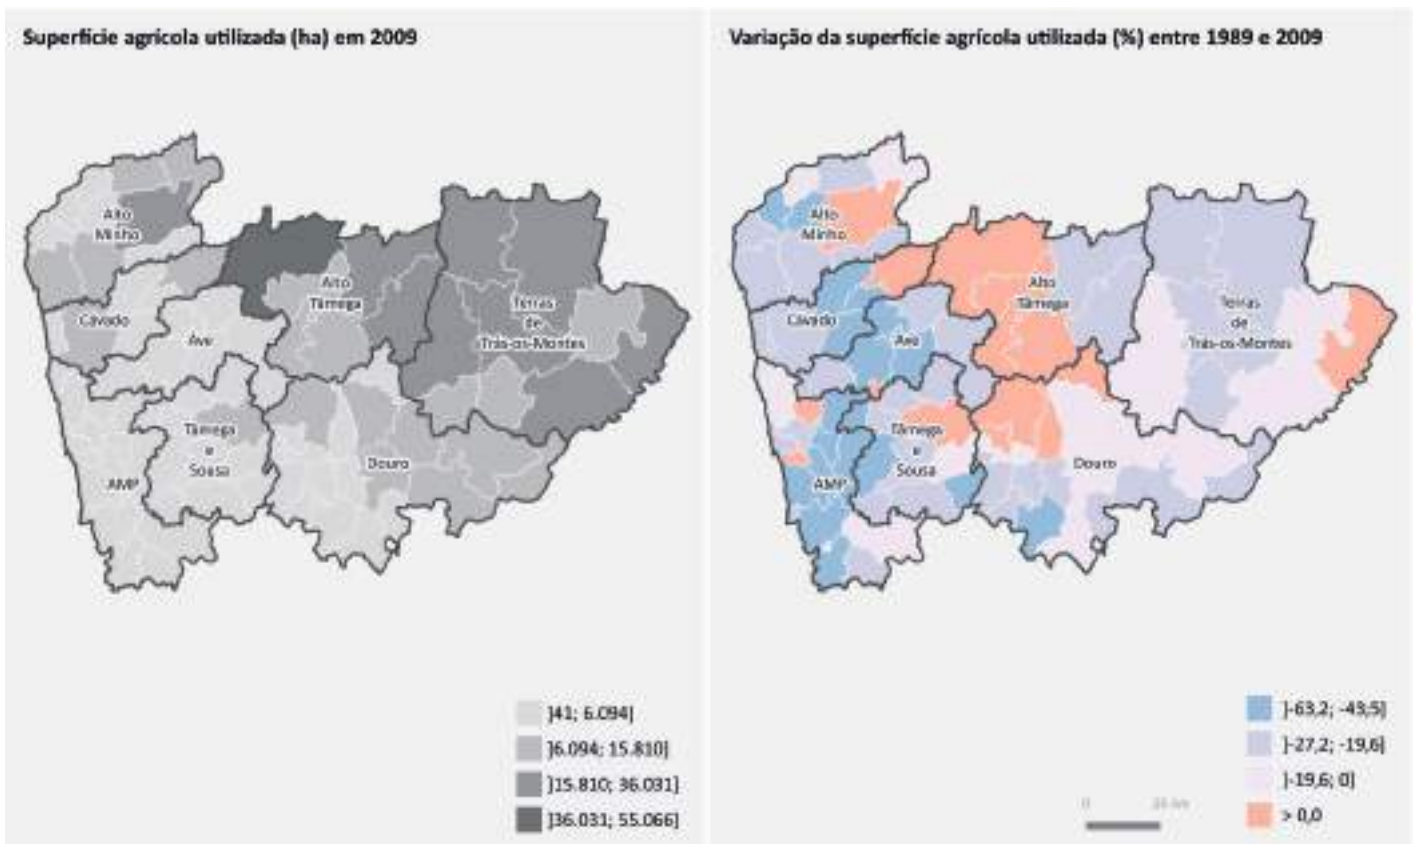 Superfície agrícola utilizada (ha) em 2009
Alto
Minho
Alto
Tâmega
Terras
de
Trás-os-Montes
Cávado
Ave
Tâmega
e
Sousa
Douro
AMP
]41; 6.094]
]6.094; 15.810]
]15.810; 36.031]
]36.031; 55.066]
Variação da superfície agrícola utilizada (%) entre 1989 e 2009
Alto
Minho
Alto
Tâmega
Terras
de
Trás-os-Montes
Cávado
Ave
Tâmega
e
Sousa
Douro
AMP
]-63,2; -43,5]
]-27,2; -19,6]
]-19,6; 0]
> 0,0
0 km